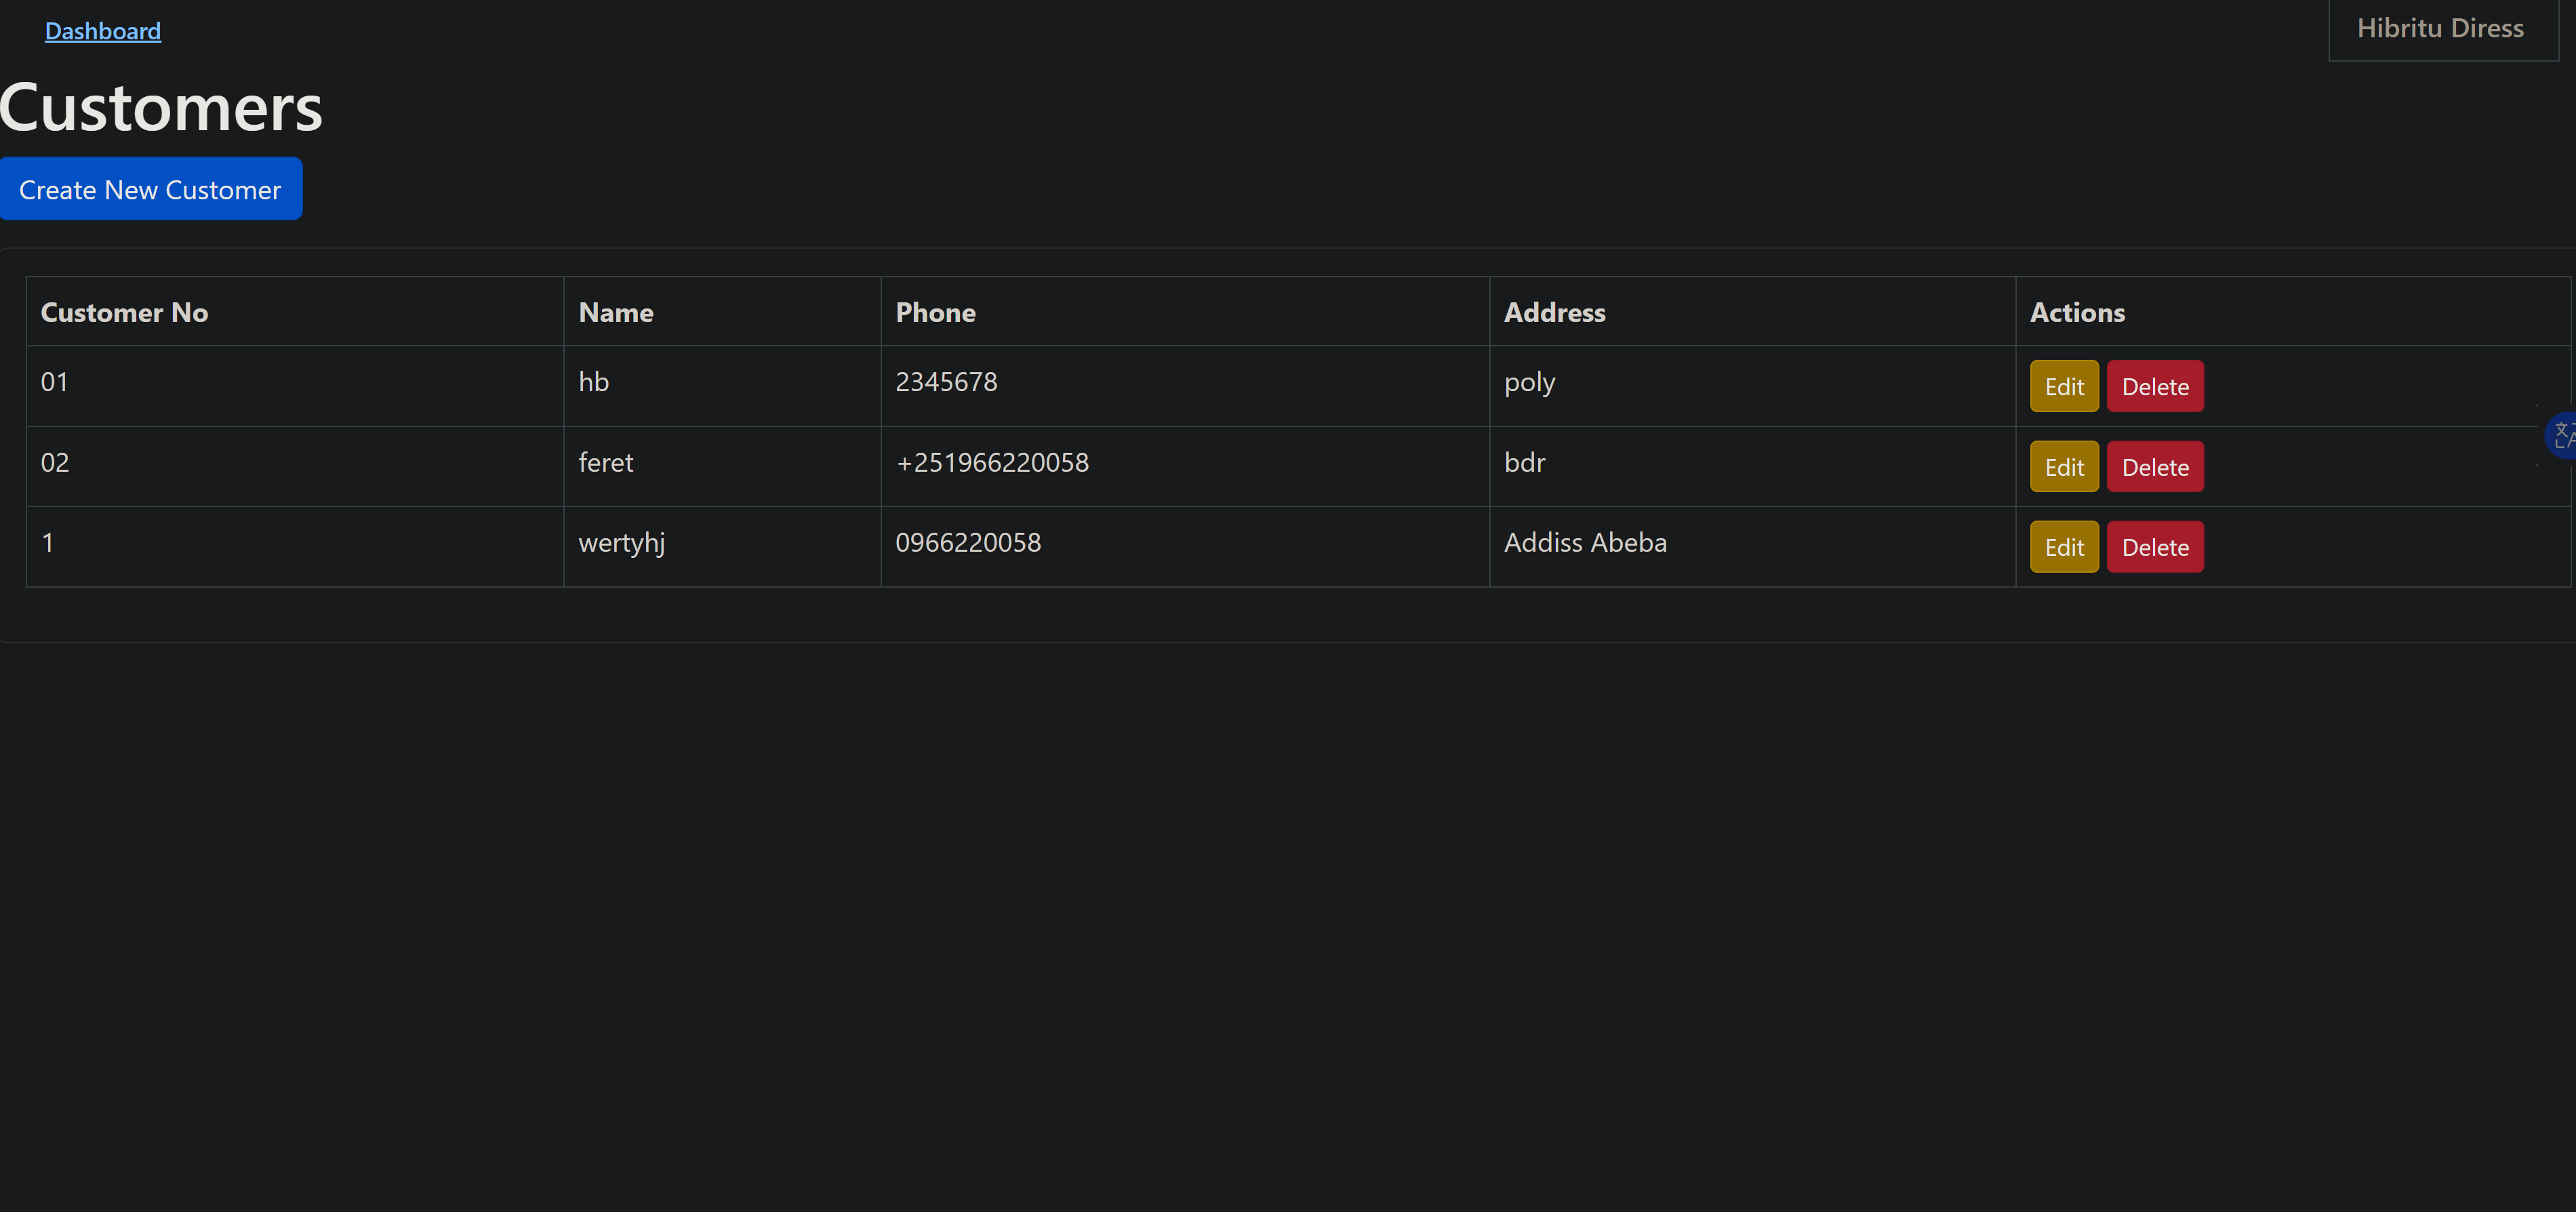 Dashboard
Hibritu Diress
Customers
Create New Customer
Customer No Name Phone Address Actions
01 hb 2345678 poly Edit Delete
02 feret +251966220058 bdr Edit Delete
1 wertyhj 0966220058 Addiss Abeba Edit Delete